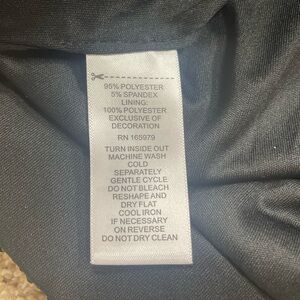 95% POLYESTER
5% SPANDEX
LINING:
100% POLYESTER
EXCLUSIVE OF
DECORATION
RN 165979
TURN INSIDE OUT
MACHINE WASH
COLD
SEPARATELY
GENTLE CYCLE
DO NOT BLEACH
RESHAPE AND
DRY FLAT
COOL IRON
IF NECESSARY
ON REVERSE
DO NOT DRY CLEAN